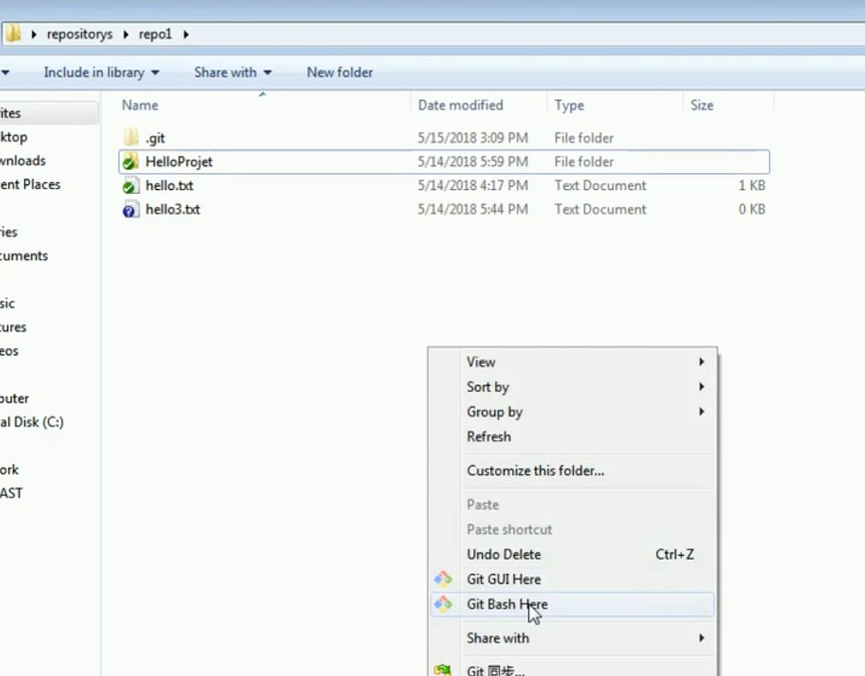 repositorys repo1
Include in library Share with New folder
Name Date modified Type Size
.git 5/15/2018 3:09 PM File folder
HelloProjet 5/14/2018 5:59 PM File folder
hello.txt 5/14/2018 4:17 PM Text Document 1 KB
hello3.txt 5/14/2018 5:44 PM Text Document 0 KB
ites
ktop
wnloads
ent Places
ries
cuments
sic
tures
eos
puter
al Disk (C:)
ork
AST
View
Sort by
Group by
Refresh
Customize this folder...
Paste
Paste shortcut
Undo Delete Ctrl+Z
Git GUI Here
Git Bash Here
Share with
Git 同步...